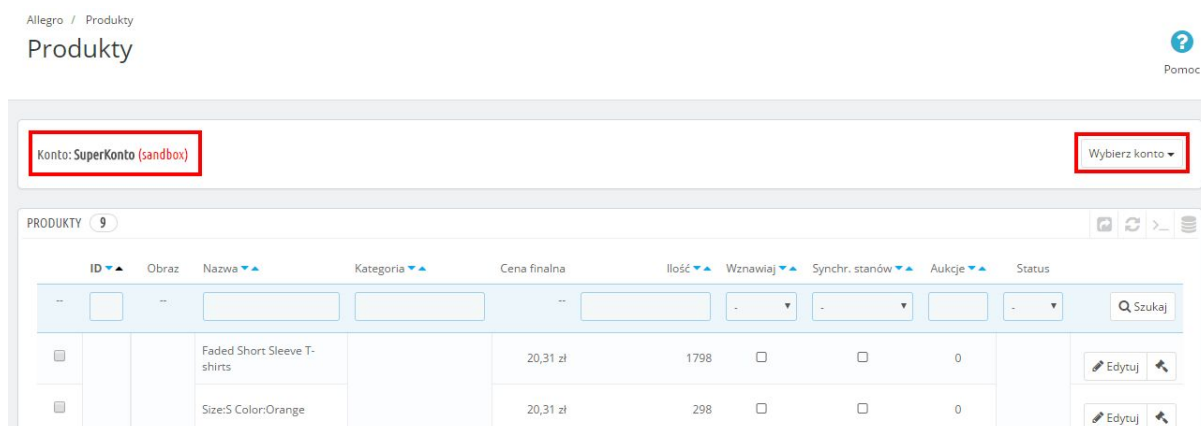 Allegro / Produkty
Produkty
Pomoc
Konto: SuperKonto (sandbox)
Wybierz konto
PRODUKTY 9
ID Obraz Nazwa Kategoria Cena finalna Ilość Wznawiaj Synchr. stanów Aukcje Status
-- -- -- - - - Szukaj
Faded Short Sleeve T-
shirts
20,31 zł 1798 0 Edytuj
Size:S Color:Orange 20,31 zł 298 0 Edytuj